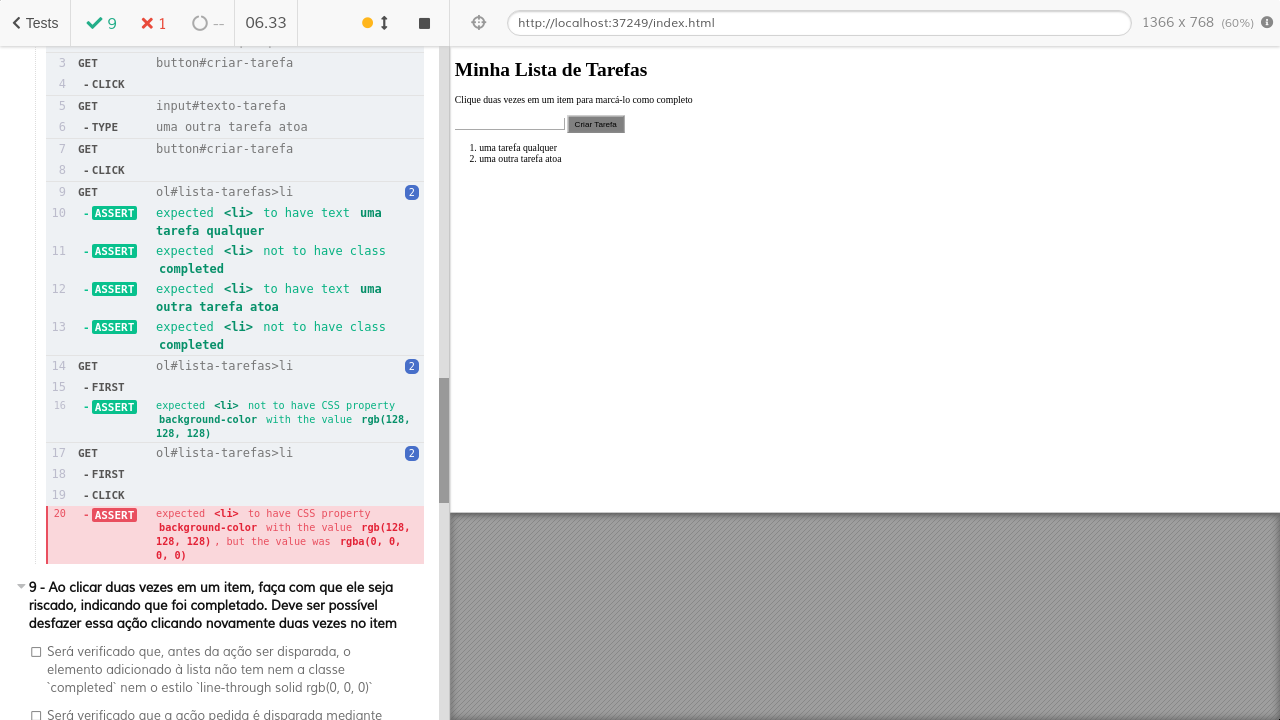 Tests
9
1
--
06.33
http://localhost:37249/index.html
1366 x 768 (60%)
3 GET button#criar-tarefa
4 - CLICK
5 GET input#texto-tarefa
6 - TYPE uma outra tarefa atoa
7 GET button#criar-tarefa
8 - CLICK
9 GET ol#lista-tarefas>li 2
10 - ASSERT expected <li> to have text uma
tarefa qualquer
11 - ASSERT expected <li> not to have class
completed
12 - ASSERT expected <li> to have text uma
outra tarefa atoa
13 - ASSERT expected <li> not to have class
completed
14 GET ol#lista-tarefas>li 2
15 - FIRST
16 - ASSERT expected <li> not to have CSS property
background-color with the value rgb(128,
128, 128)
17 GET ol#lista-tarefas>li 2
18 - FIRST
19 - CLICK
20 - ASSERT expected <li> to have CSS property
background-color with the value rgb(128,
128, 128) , but the value was rgba(0, 0,
0, 0)
9 - Ao clicar duas vezes em um item, faça com que ele seja
riscado, indicando que foi completado. Deve ser possível
desfazer essa ação clicando novamente duas vezes no item
Será verificado que, antes da ação ser disparada, o
elemento adicionado à lista não tem nem a classe
`completed` nem o estilo `line-through solid rgb(0, 0, 0)`
Será verificado que a ação pedida é disparada mediante
Minha Lista de Tarefas
Clique duas vezes em um item para marcá-lo como completo
Criar Tarefa
1. uma tarefa qualquer
2. uma outra tarefa atoa